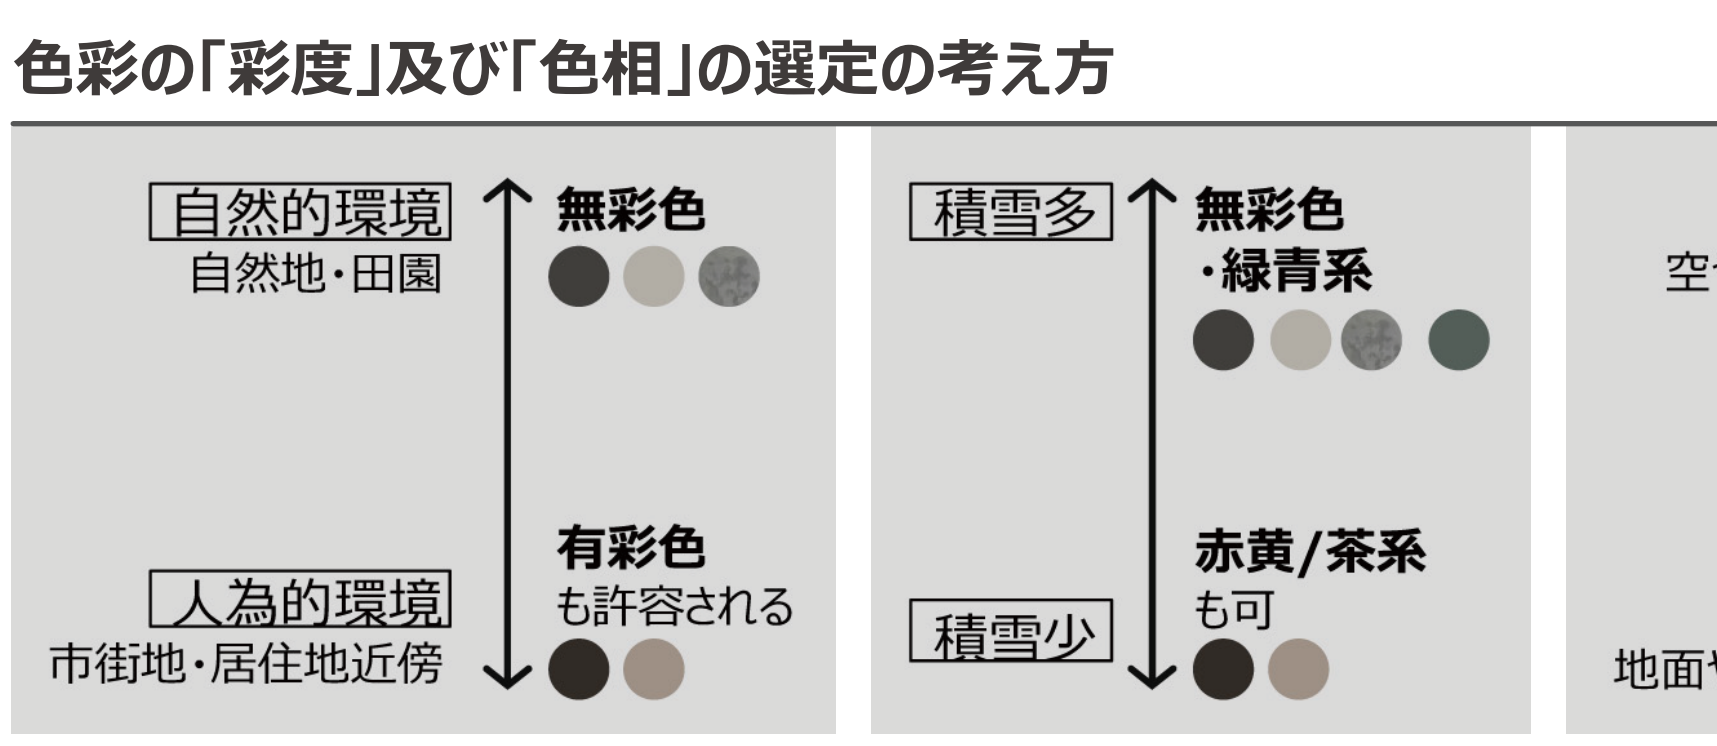 色彩の「彩度」及び「色相」の選定の考え方
自然的環境
自然地・田園
無彩色
有彩色
も許容される
人為的環境
市街地・居住地近傍
積雪多
無彩色
・緑青系
赤黄/茶系
も可
積雪少
空
地面